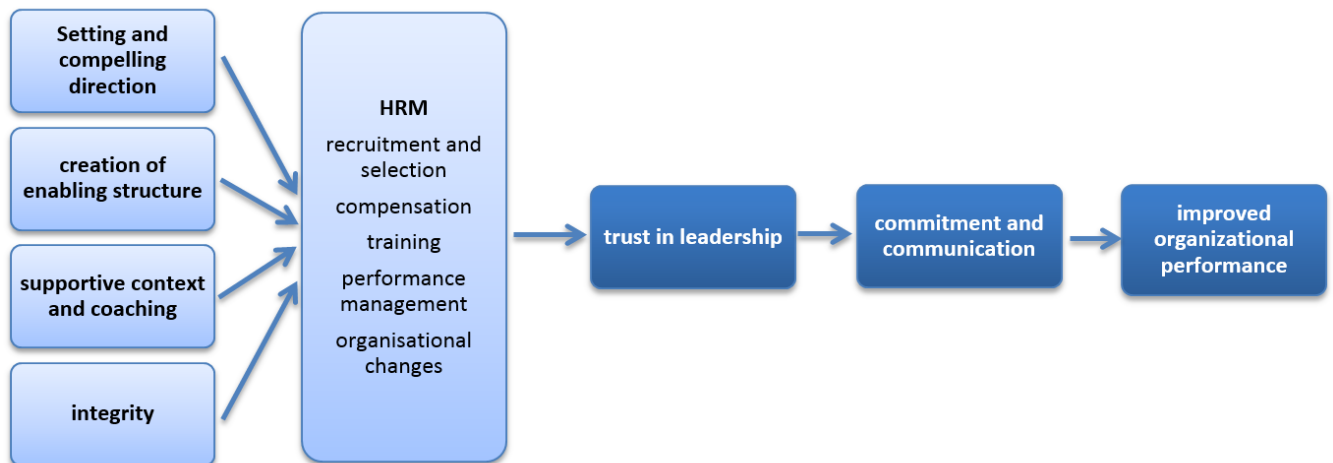 Setting and
compelling
direction
creation of
enabling structure
supportive context
and coaching
integrity
HRM
recruitment and
selection
compensation
training
performance
management
organisational
changes
trust in leadership
commitment and
communication
improved
organizational
performance